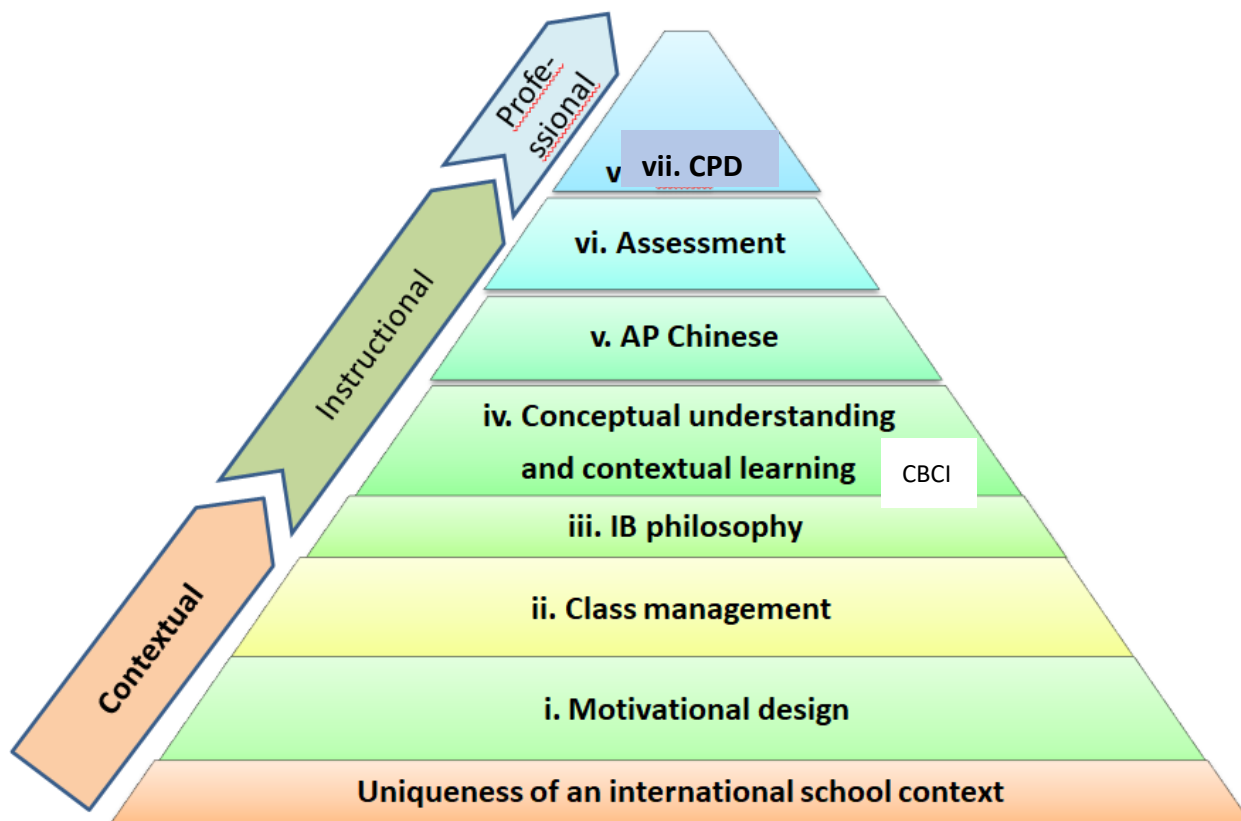 Profe-
ssional
Instructional
Contextual
vii. CPD
vi. Assessment
v. AP Chinese
iv. Conceptual understanding
and contextual learning
CBCI
iii. IB philosophy
ii. Class management
i. Motivational design
Uniqueness of an international school context